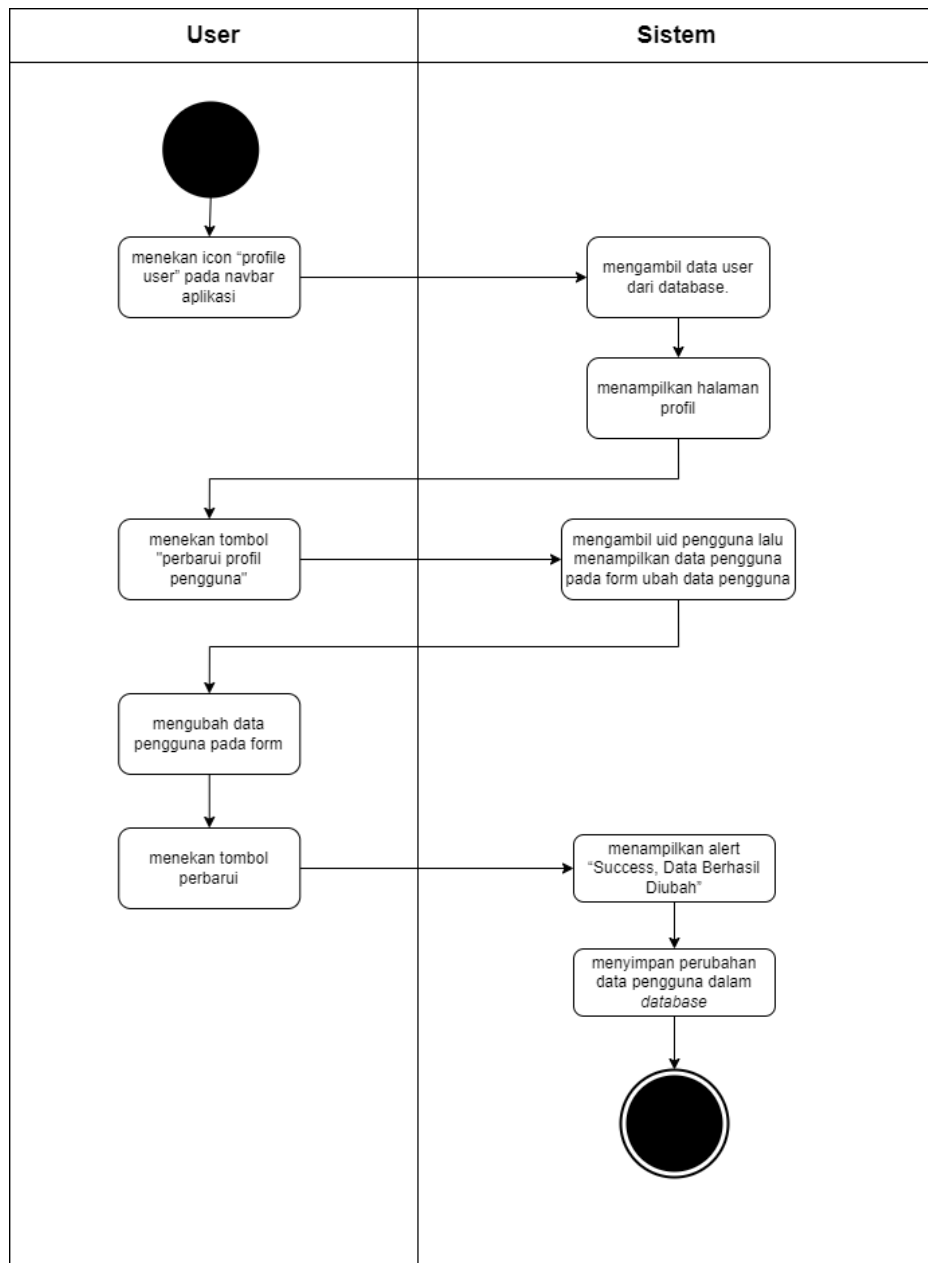 User
Sistem
menekan icon “profile
user” pada navbar
aplikasi
mengambil data user
dari database.
menampilkan halaman
profil
menekan tombol
"perbarui profil
pengguna"
mengambil uid pengguna lalu
menampilkan data pengguna
pada form ubah data pengguna
mengubah data
pengguna pada form
menekan tombol
perbarui
menampilkan alert
“Success, Data Berhasil
Diubah”
menyimpan perubahan
data pengguna dalam
database